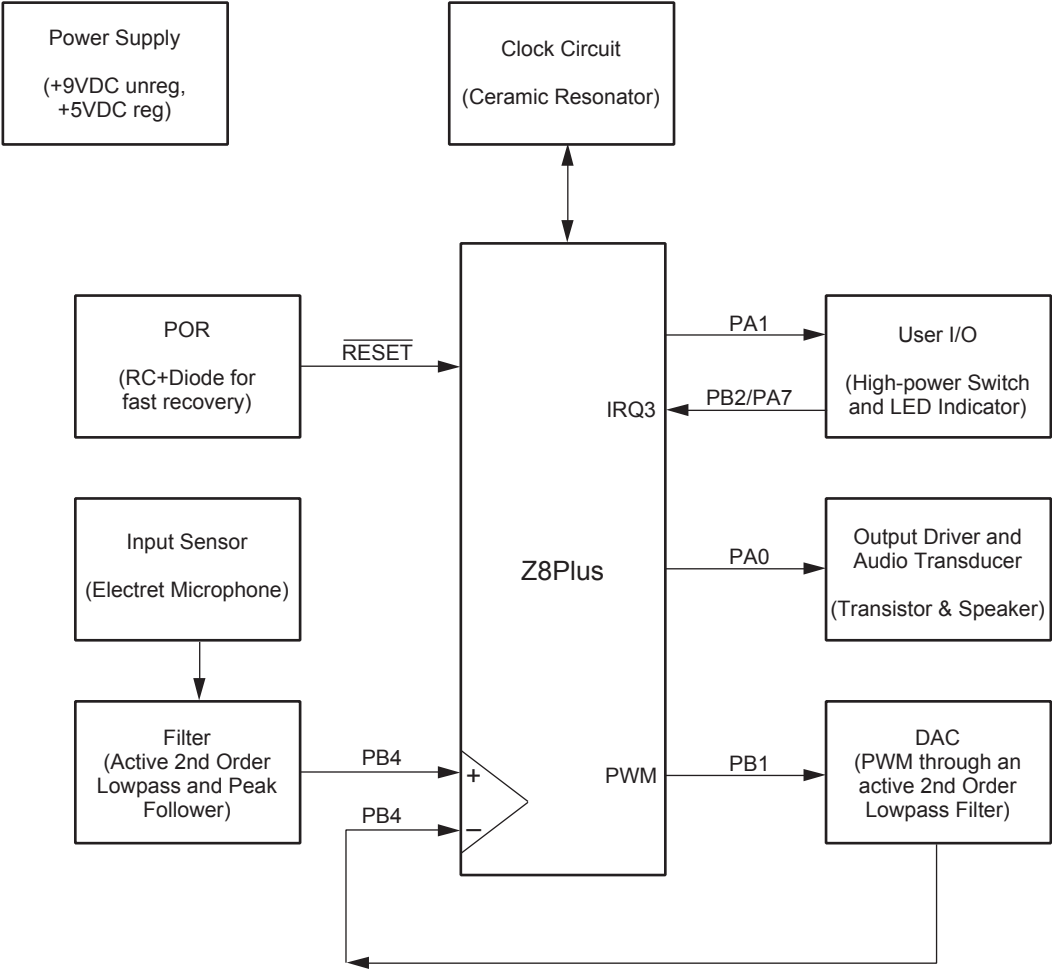 Power Supply
(+9VDC unreg,
+5VDC reg)
Clock Circuit
(Ceramic Resonator)
POR
(RC+Diode for
fast recovery)
RESET
PA1
User I/O
(High-power Switch
and LED Indicator)
IRQ3
PB2/PA7
Input Sensor
(Electret Microphone)
Z8Plus
PA0
Output Driver and
Audio Transducer
(Transistor & Speaker)
Filter
(Active 2nd Order
Lowpass and Peak
Follower)
PB4
+
PB4
−
PWM
PB1
DAC
(PWM through an
active 2nd Order
Lowpass Filter)